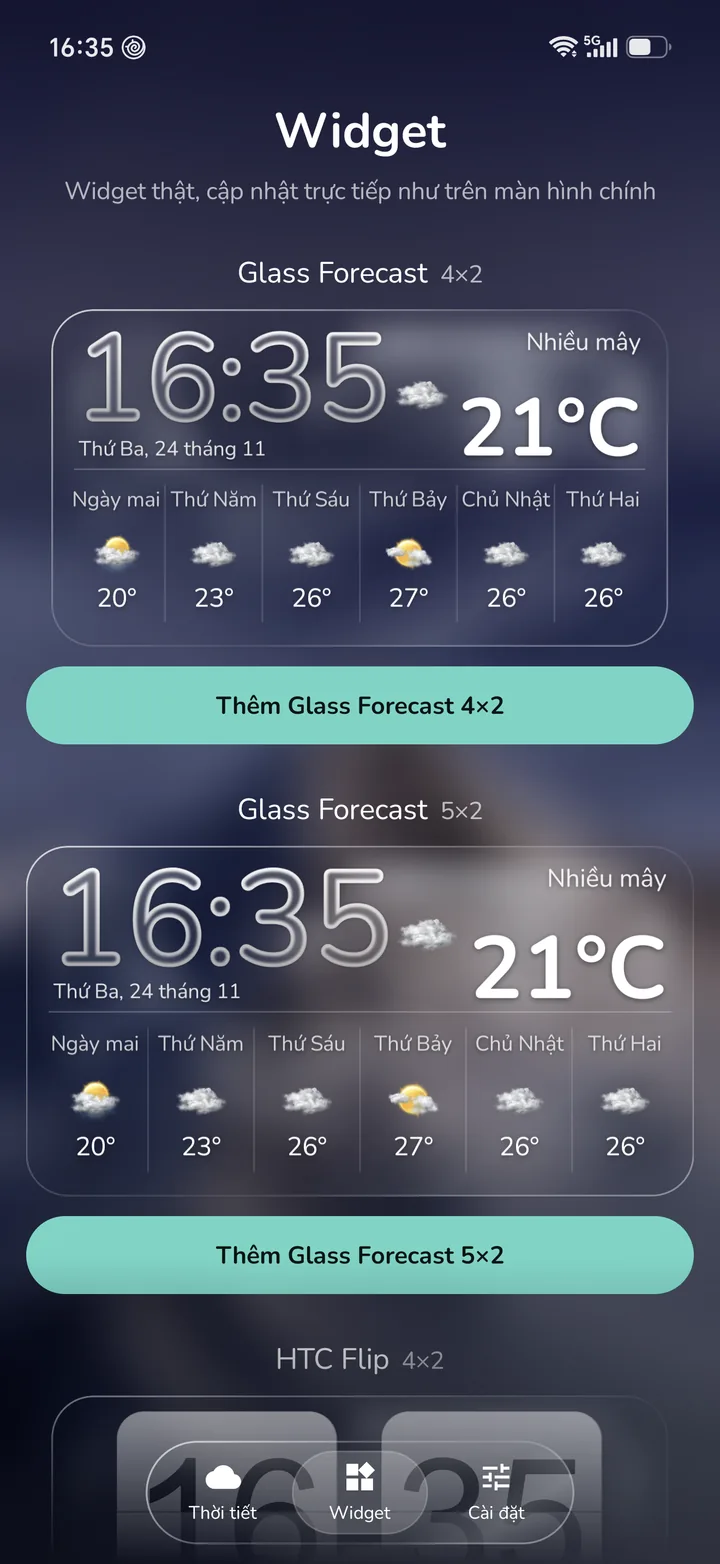 16:35
5G
Widget
Widget thật, cập nhật trực tiếp như trên màn hình chính
Glass Forecast 4×2
16:35
Nhiều mây
21°C
Thứ Ba, 24 tháng 11
Ngày mai Thứ Năm Thứ Sáu Thứ Bảy Chủ Nhật Thứ Hai
20° 23° 26° 27° 26° 26°
Thêm Glass Forecast 4×2
Glass Forecast 5×2
16:35
Nhiều mây
21°C
Thứ Ba, 24 tháng 11
Ngày mai Thứ Năm Thứ Sáu Thứ Bảy Chủ Nhật Thứ Hai
20° 23° 26° 27° 26° 26°
Thêm Glass Forecast 5×2
HTC Flip 4×2
16 35
Thời tiết Widget Cài đặt